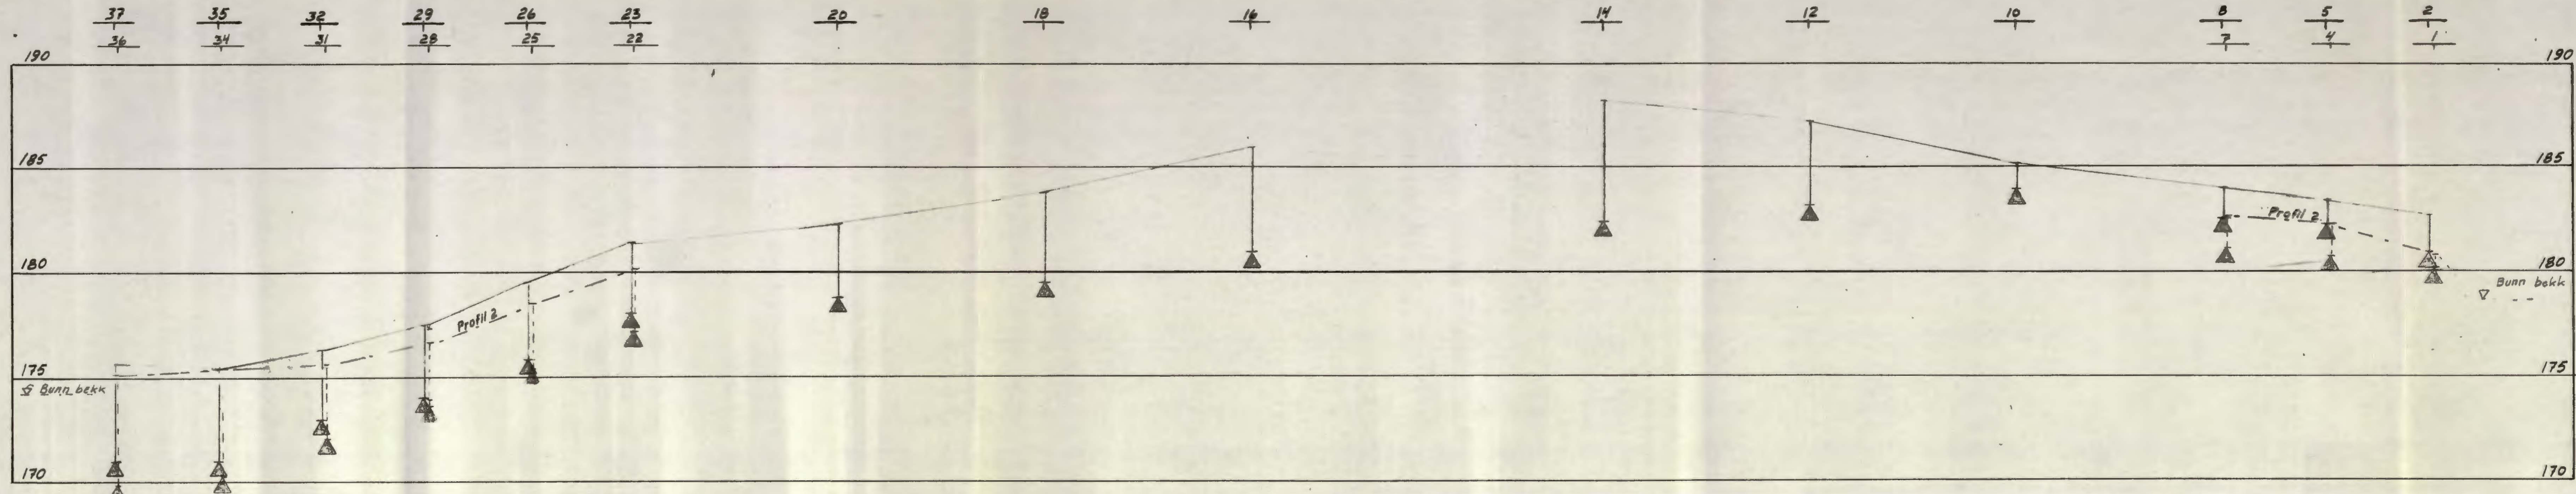 37 35 32 29 26 23 20 18 16 14 12 10 8 5 2
36 34 31 28 25 22 7 4 1
190 190
185 185
Profil 2
180 180
Bunn bekk
Profil 2
175 175
Bunn bekk
170 170